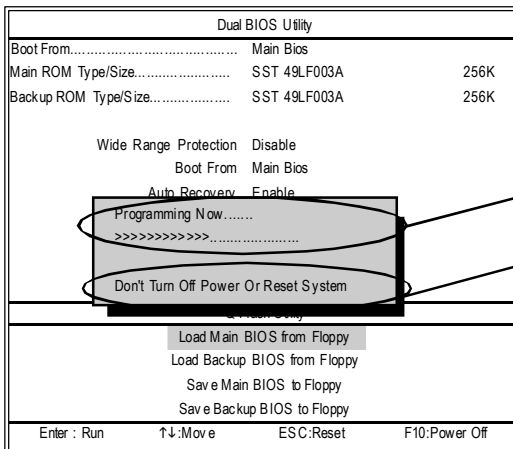 Dual BIOS Utility
Boot From....................................... Main Bios
Main ROM Type/Size....................... SST 49LF003A 256K
Backup ROM Type/Size................... SST 49LF003A 256K
Wide Range Protection Disable
Boot From Main Bios
Auto Recovery Enable
Programming Now.......
>>>>>>>>>>>>.....................
Don't Turn Off Power Or Reset System
Utility
Load Main BIOS from Floppy
Load Backup BIOS from Floppy
Save Main BIOS to Floppy
Save Backup BIOS to Floppy
Enter : Run ↑↓:Move ESC:Reset F10:Power Off